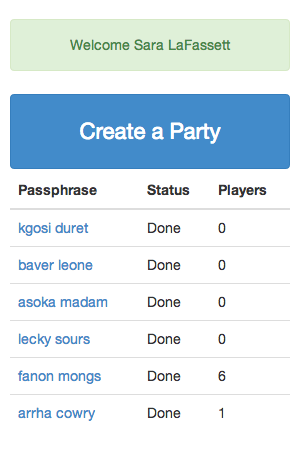 Welcome Sara LaFassett
Create a Party
Passphrase Status Players
kgosi duret Done 0
baver leone Done 0
asoka madam Done 0
lecky sours Done 0
fanon mongs Done 6
arrha cowry Done 1